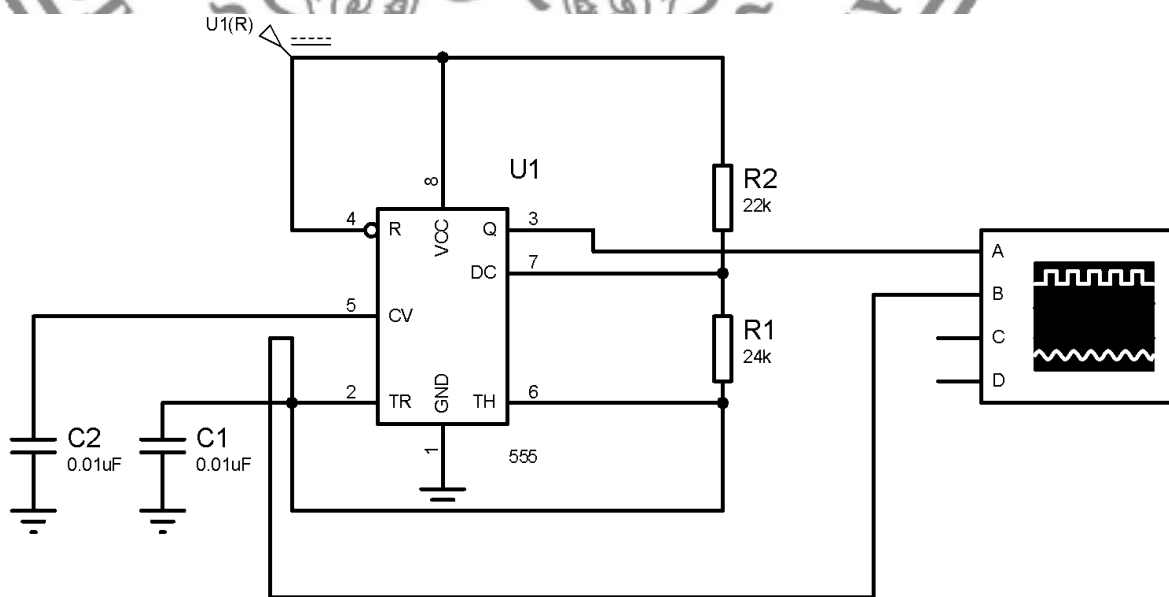 U1(R)
U1
8
R2
22k
4
R
VCC
Q
3
A
DC
7
B
5
CV
R1
24k
C
D
2
TR
GND
TH
6
C2
0.01uF
C1
0.01uF
1
555